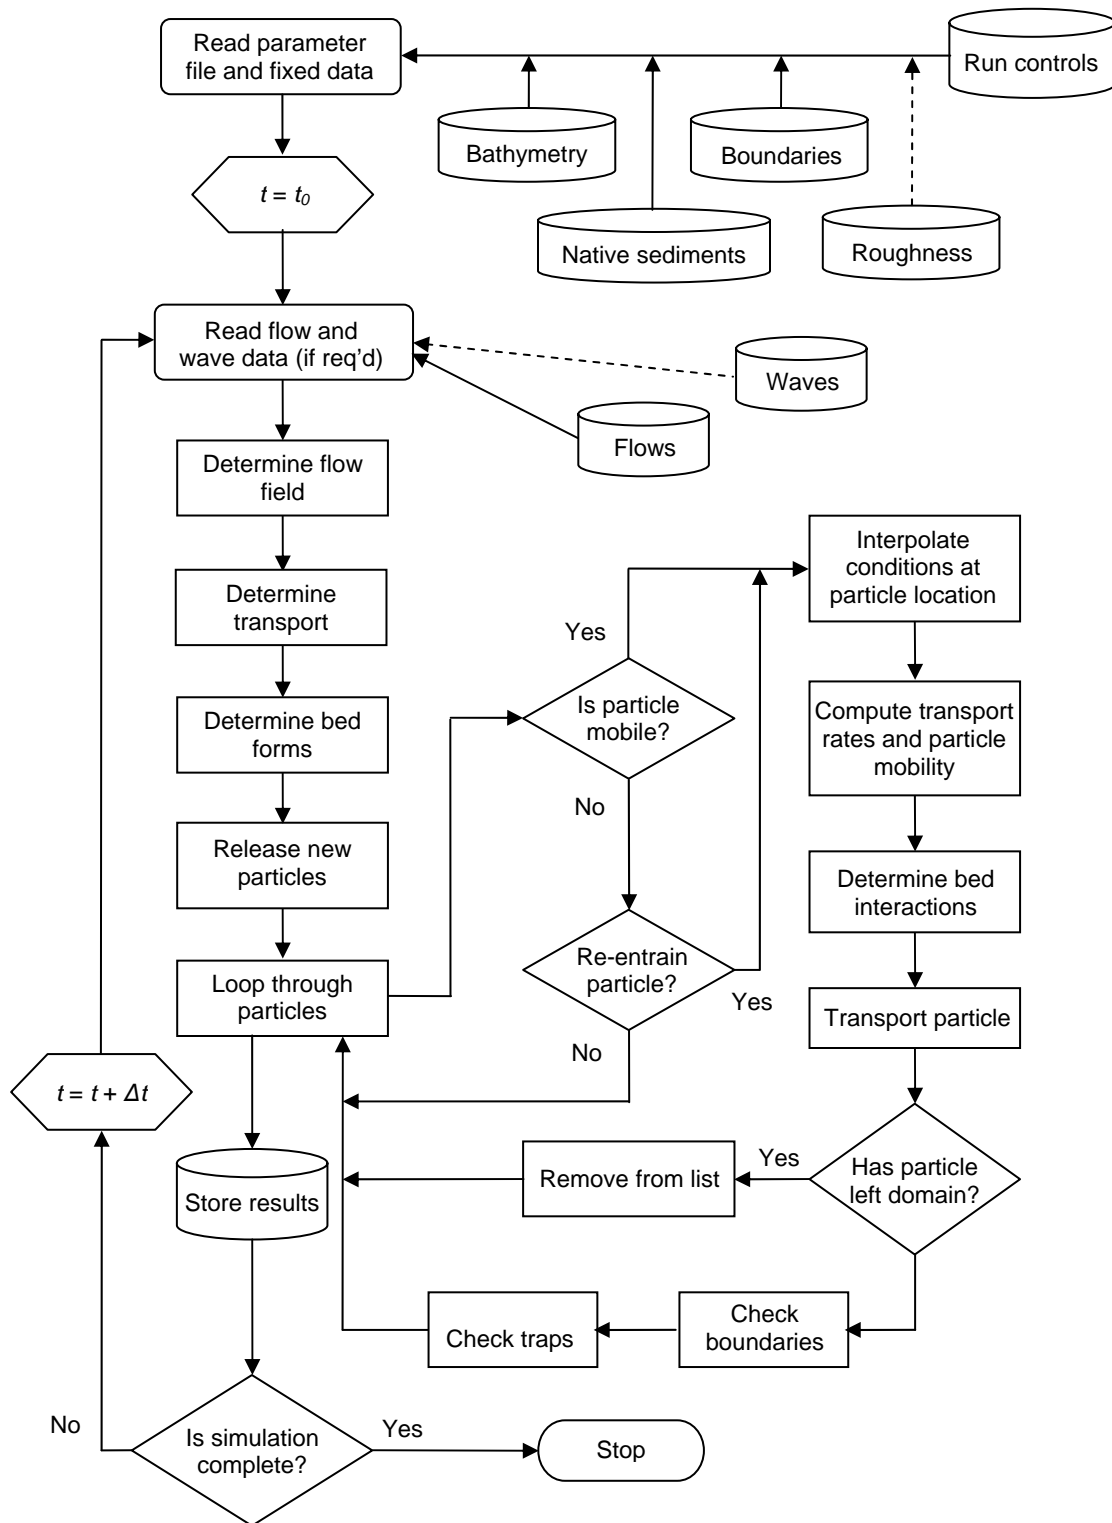 Read parameter
file and fixed data
Run controls
Bathymetry
Boundaries
Native sediments
Roughness
t = t₀
Read flow and
wave data (if req’d)
Waves
Flows
Determine flow
field
Determine
transport
Determine bed
forms
Release new
particles
Loop through
particles
Yes
Is particle
mobile?
No
Re-entrain
particle?
Yes
No
Interpolate
conditions at
particle location
Compute transport
rates and particle
mobility
Determine bed
interactions
Transport particle
Has particle
left domain?
Yes
Remove from list
Check
boundaries
Check traps
t = t + Δt
Store results
No
Is simulation
complete?
Yes
Stop